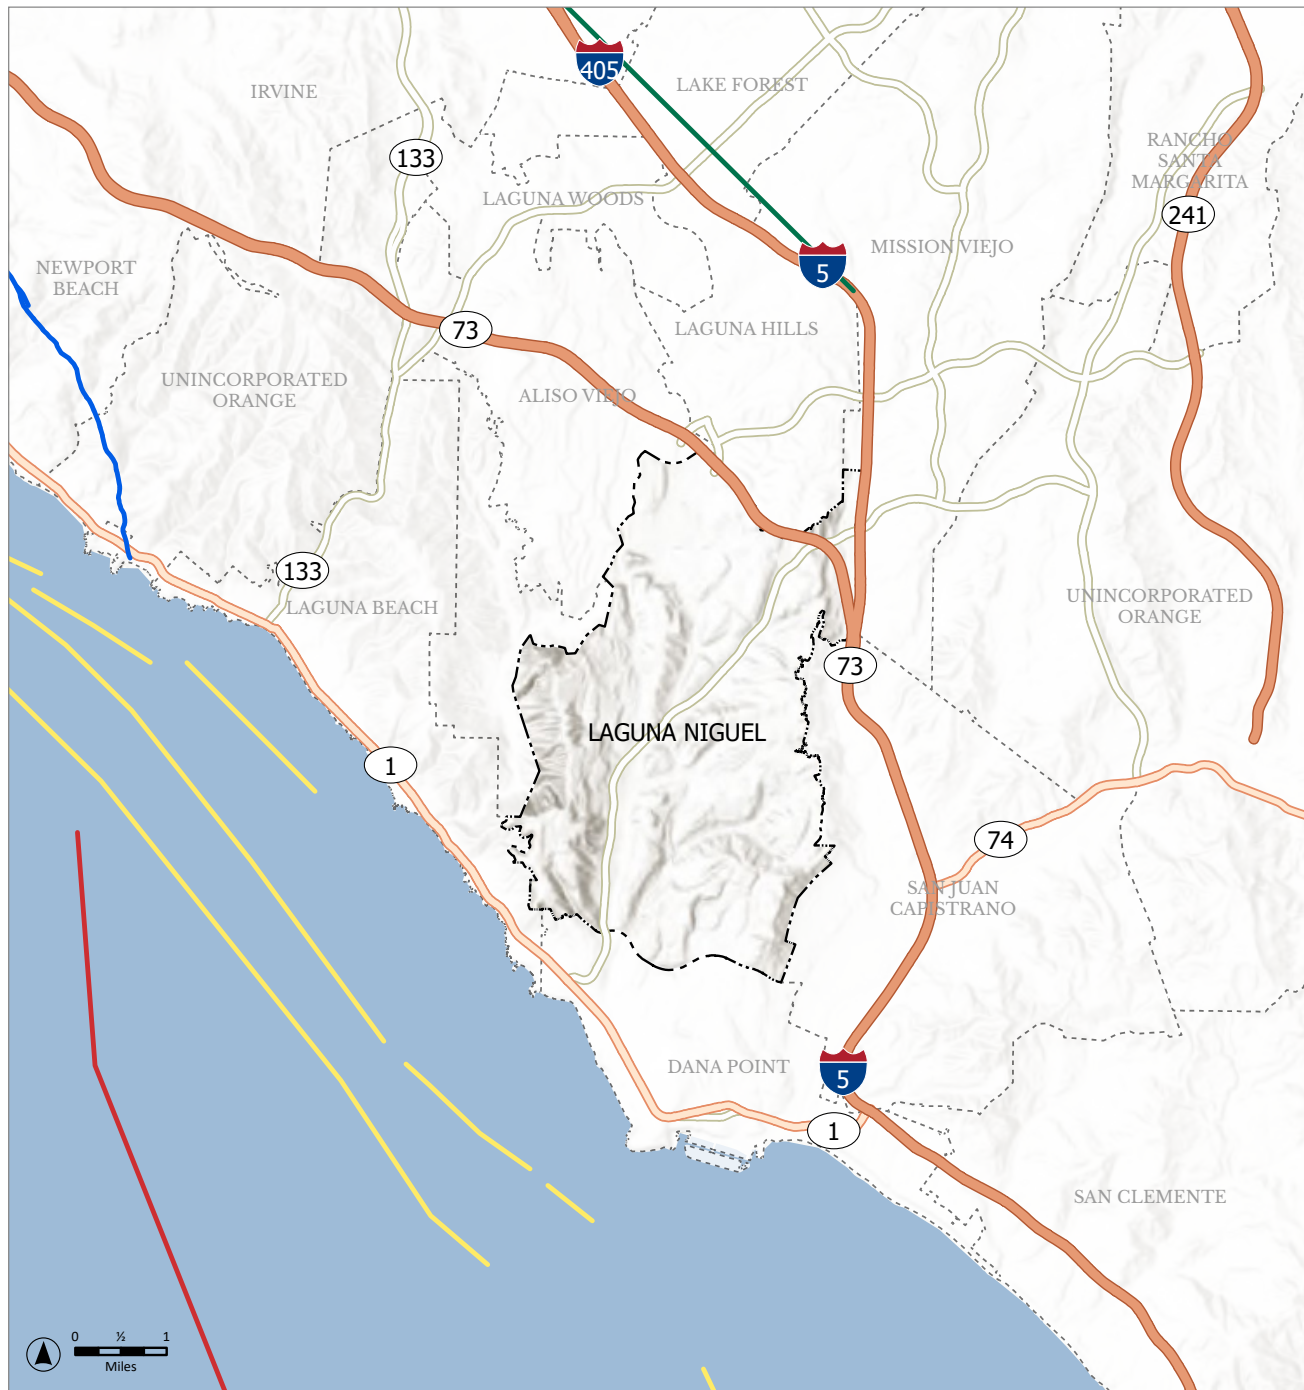 405
LAKE FOREST
IRVINE
133
RANCHO
SANTA
MARGARITA
LAGUNA WOODS
241
MISSION VIEJO
NEWPORT
BEACH
5
73
LAGUNA HILLS
UNINCORPORATED
ORANGE
ALISO VIEJO
133
LAGUNA BEACH
UNINCORPORATED
ORANGE
73
LAGUNA NIGUEL
1
74
SAN JUAN
CAPISTRANO
DANA POINT
5
1
SAN CLEMENTE
0 ½ 1
Miles